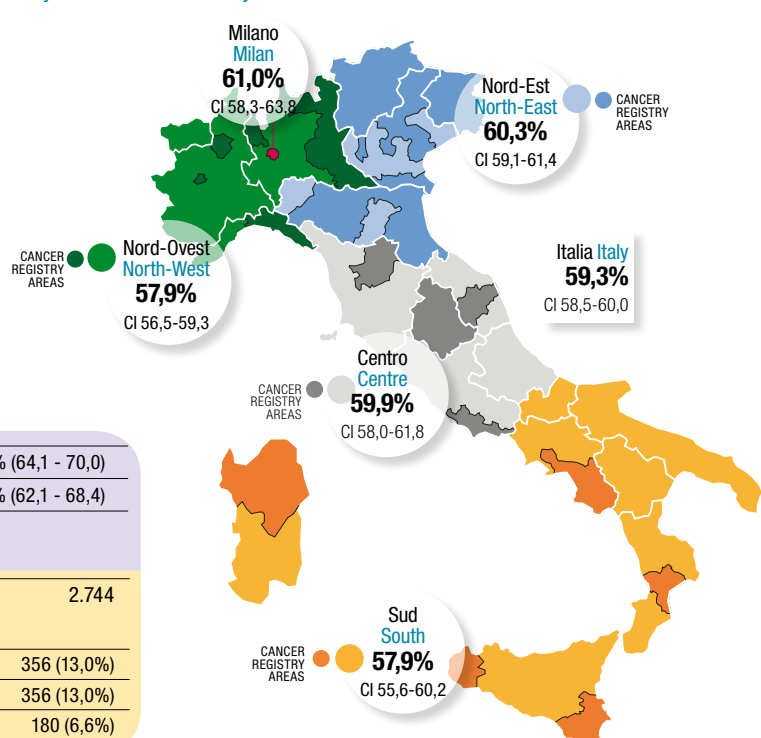 Milano
Milan
61,0%
CI 58,3-63,8
Nord-Est
North-East
60,3%
CI 59,1-61,4
CANCER
REGISTRY
AREAS
CANCER
REGISTRY
AREAS
Nord-Ovest
North-West
57,9%
CI 56,5-59,3
Italia Italy
59,3%
CI 58,5-60,0
CANCER
REGISTRY
AREAS
Centro
Centre
59,9%
CI 58,0-61,8
% (64,1 - 70,0)
% (62,1 - 68,4)
2.744
356 (13,0%)
356 (13,0%)
180 (6,6%)
CANCER
REGISTRY
AREAS
Sud
South
57,9%
CI 55,6-60,2